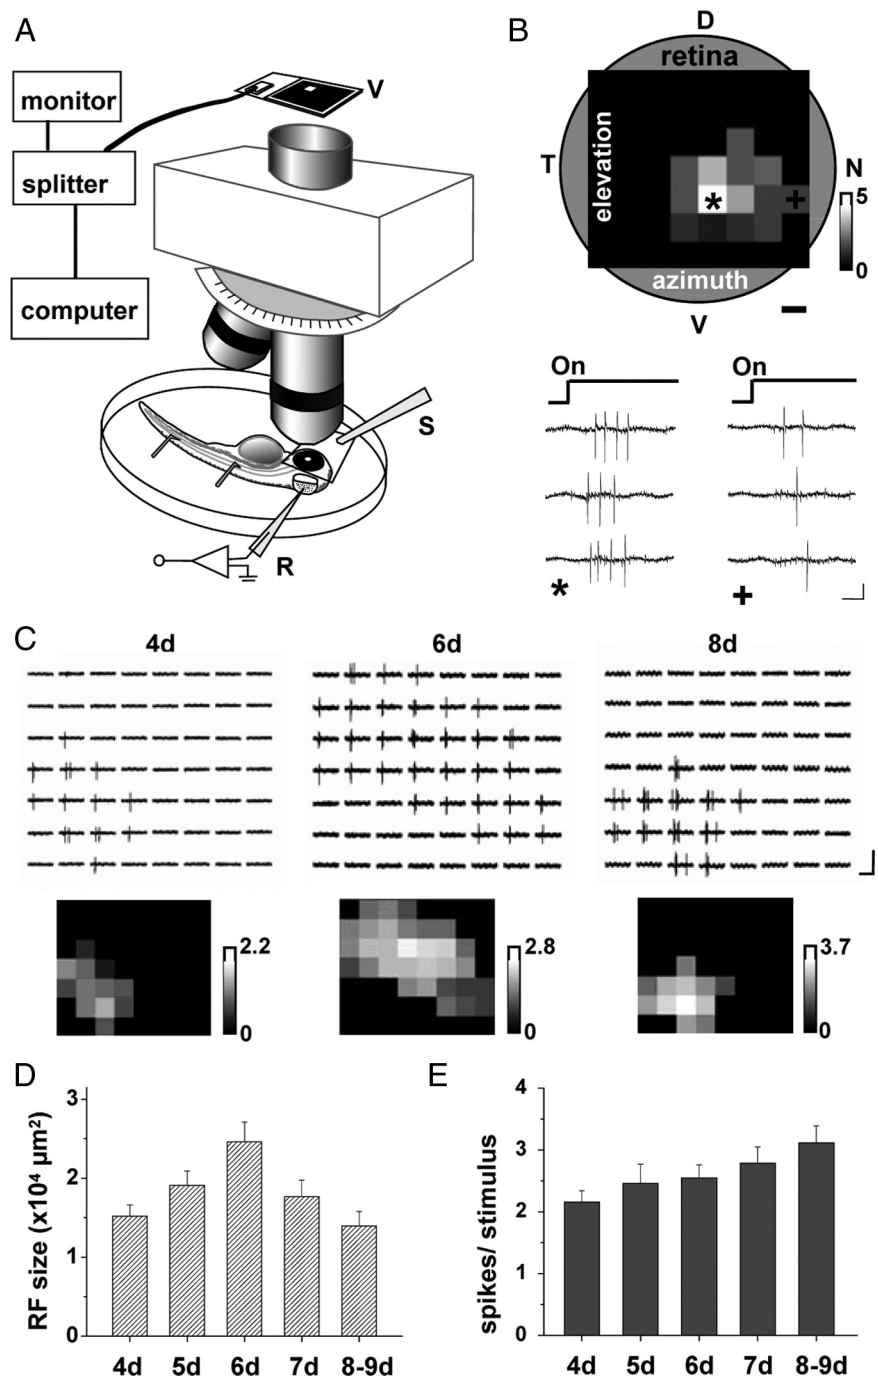 A
monitor
splitter
computer
V
S
R
B
D
retina
T
elevation
N
*
+
5
0
azimuth
V
On
On
*
+
C
4d
6d
8d
2.2
0
2.8
0
3.7
0
D
RF size (x10⁴ µm²)
3
2
1
0
4d 5d 6d 7d 8-9d
E
spikes/ stimulus
4
3
2
1
0
4d 5d 6d 7d 8-9d